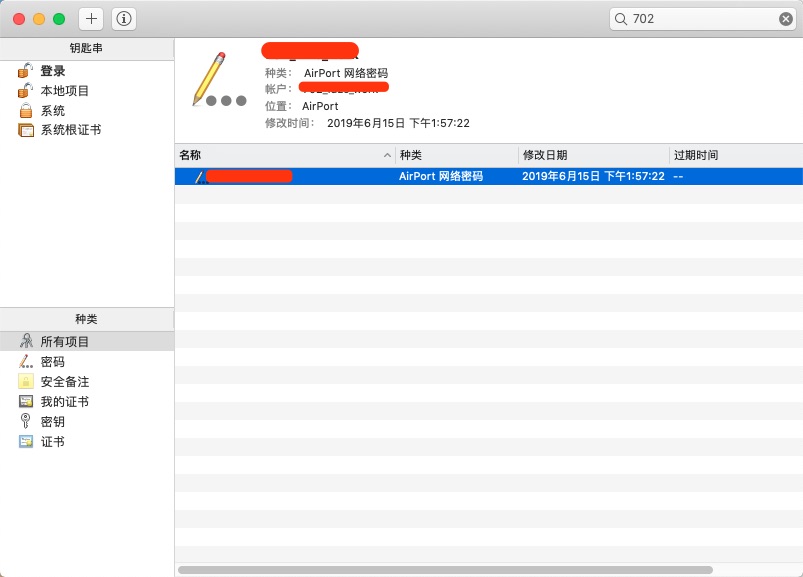 702
钥匙串
登录
本地项目
系统
系统根证书
种类： AirPort 网络密码
帐户：
位置： AirPort
修改时间： 2019年6月15日 下午1:57:22
名称 种类 修改日期 过期时间
AirPort 网络密码 2019年6月15日 下午1:57:22 --
种类
所有项目
密码
安全备注
我的证书
密钥
证书